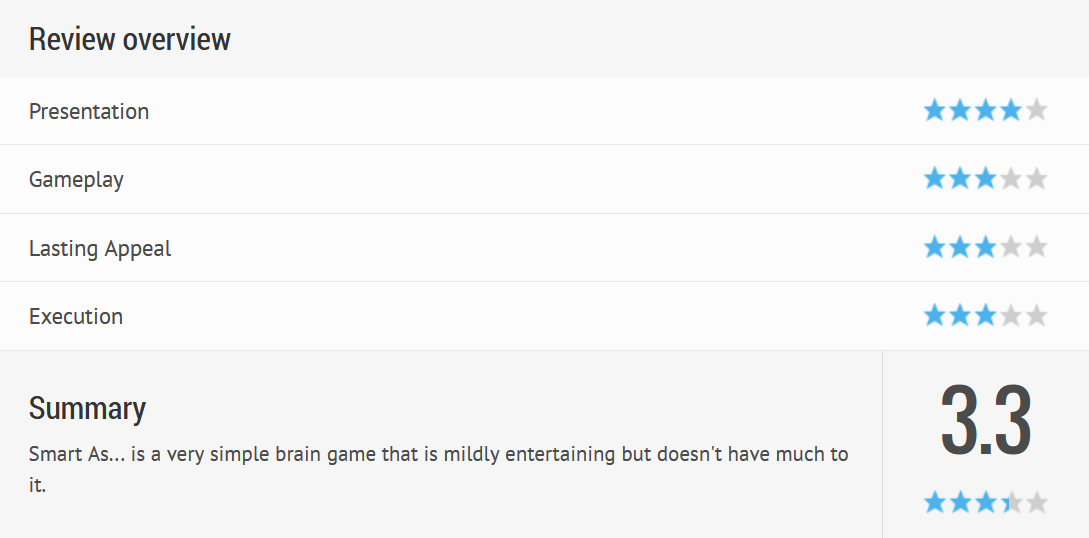 Review overview
Presentation
Gameplay
Lasting Appeal
Execution
Summary
Smart As... is a very simple brain game that is mildly entertaining but doesn't have much to
it.
3.3